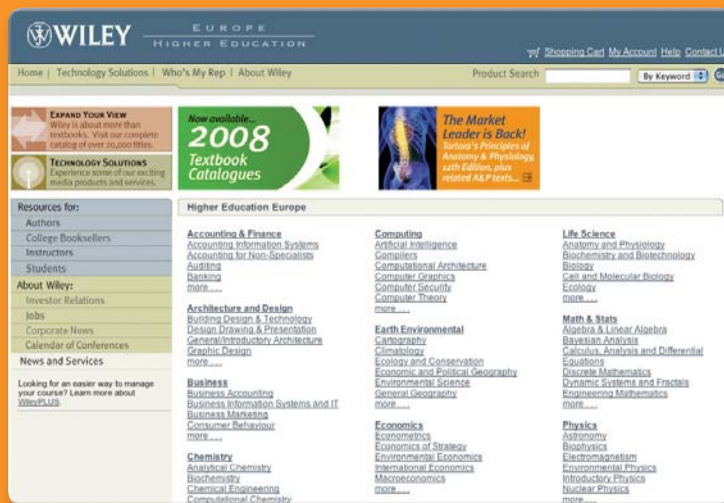 WILEY
EUROPE
HIGHER EDUCATION
Shopping Cart My Account Help Contact U
Home | Technology Solutions | Who's My Rep | About Wiley
Product Search
By Keyword
Go
EXPAND YOUR VIEW
Wiley is about more than
textbooks. Visit our complete
catalog of over 20,000 titles.
TECHNOLOGY SOLUTIONS
Experience some of our exciting
media products and services.
Now available...
2008
Textbook
Catalogues
The Market
Leader is Back!
Tortora's Principles of
Anatomy & Physiology,
12th Edition, plus
related A&P texts...
Resources for:
Authors
College Booksellers
Instructors
Students
About Wiley:
Investor Relations
Jobs
Corporate News
Calendar of Conferences
News and Services
Looking for an easier way to manage
your course? Learn more about
WileyPLUS.
Higher Education Europe
Accounting & Finance
Accounting Information Systems
Accounting for Non-Specialists
Auditing
Banking
more ....
Architecture and Design
Building Design & Technology
Design Drawing & Presentation
General/Introductory Architecture
Graphic Design
more ....
Business
Business Accounting
Business Information Systems and IT
Business Marketing
Consumer Behaviour
more ....
Chemistry
Analytical Chemistry
Biochemistry
Chemical Engineering
Computational Chemistry
Computing
Artificial Intelligence
Compilers
Computational Architecture
Computer Graphics
Computer Security
Computer Theory
more ....
Earth Environmental
Cartography
Climatology
Ecology and Conservation
Economic and Political Geography
Environmental Science
General Geography
more ....
Economics
Econometrics
Economics of Strategy
Environmental Economics
International Economics
Macroeconomics
more ....
Life Science
Anatomy and Physiology
Biochemistry and Biotechnology
Biology
Cell and Molecular Biology
Ecology
more ....
Math & Stats
Algebra & Linear Algebra
Bayesian Analysis
Calculus, Analysis and Differential
Equations
Discrete Mathematics
Dynamic Systems and Fractals
Engineering Mathematics
more ....
Physics
Astronomy
Biophysics
Electromagnetism
Environmental Physics
Introductory Physics
Nuclear Physics
more ....